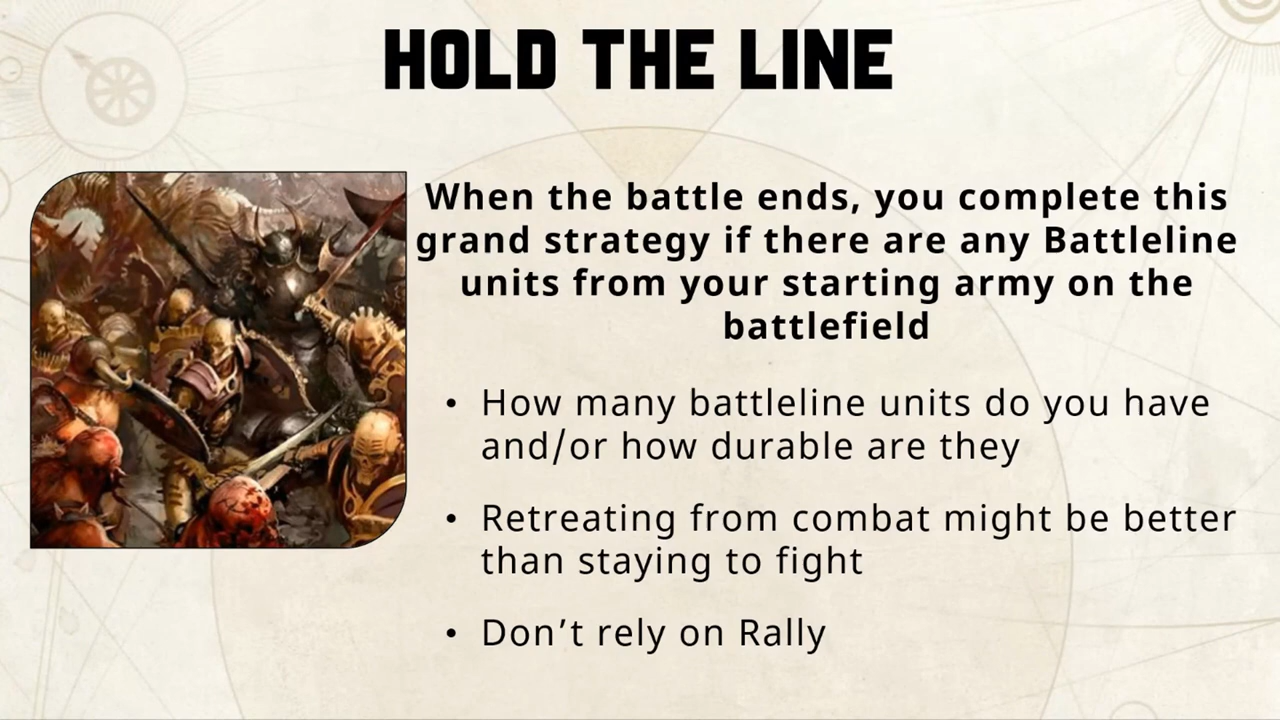 HOLD THE LINE
When the battle ends, you complete this
grand strategy if there are any Battleline
units from your starting army on the
battlefield
• How many battleline units do you have
and/or how durable are they
• Retreating from combat might be better
than staying to fight
• Don’t rely on Rally